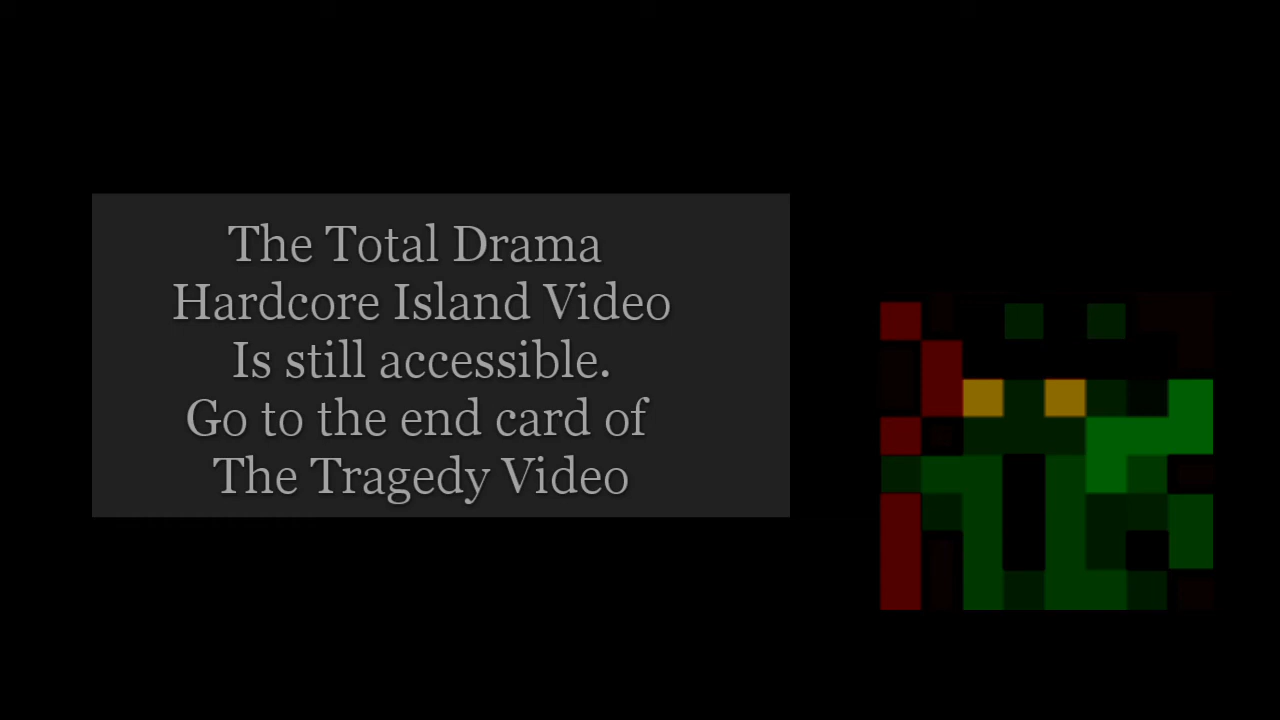 The Total Drama
Hardcore Island Video
Is still accessible.
Go to the end card of
The Tragedy Video